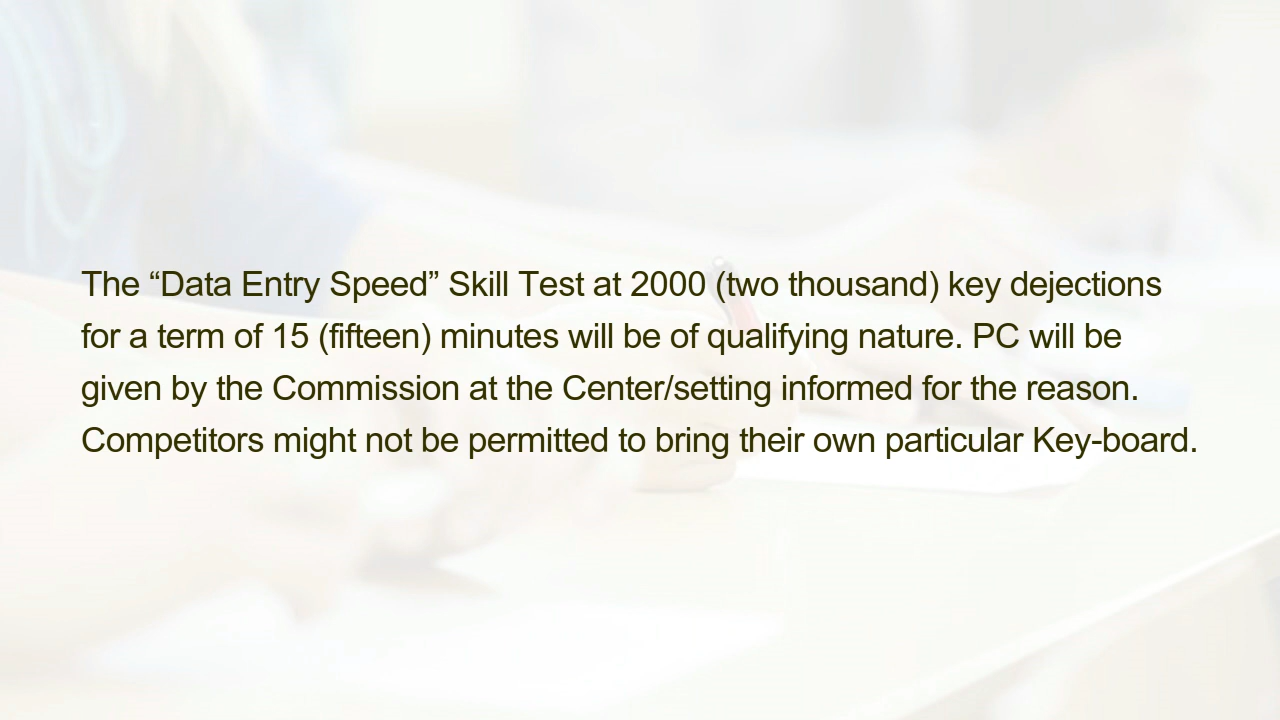 The “Data Entry Speed” Skill Test at 2000 (two thousand) key dejections
for a term of 15 (fifteen) minutes will be of qualifying nature. PC will be
given by the Commission at the Center/setting informed for the reason.
Competitors might not be permitted to bring their own particular Key-board.